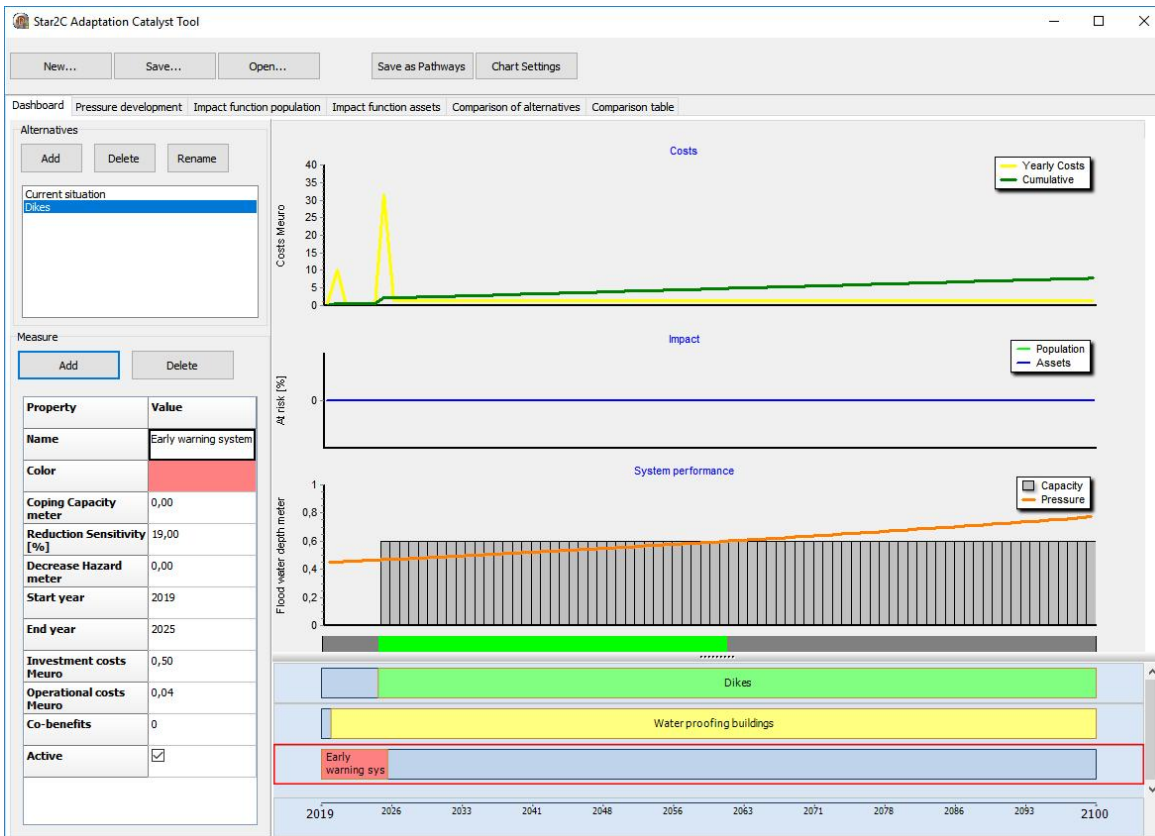 Star2C Adaptation Catalyst Tool
New... Save... Open... Save as Pathways Chart Settings
Dashboard Pressure development Impact function population Impact function assets Comparison of alternatives Comparison table
Alternatives
Add Delete Rename
Current situation
Dikes
Measure
Add Delete
Property Value
Name Early warning system
Color
Coping Capacity
meter 0,00
Reduction Sensitivity
[%] 19,00
Decrease Hazard
meter 0,00
Start year 2019
End year 2025
Investment costs
Meuro 0,50
Operational costs
Meuro 0,04
Co-benefits 0
Active
Costs
Yearly Costs
Cumulative
Costs Meuro
40
35
30
25
20
15
10
5
0
Impact
Population
Assets
At risk [%]
0
System performance
Capacity
Pressure
Flood water depth meter
1
0,8
0,6
0,4
0,2
0
Dikes
Water proofing buildings
Early
warning sys
2019 2026 2033 2041 2048 2056 2063 2071 2078 2086 2093 2100